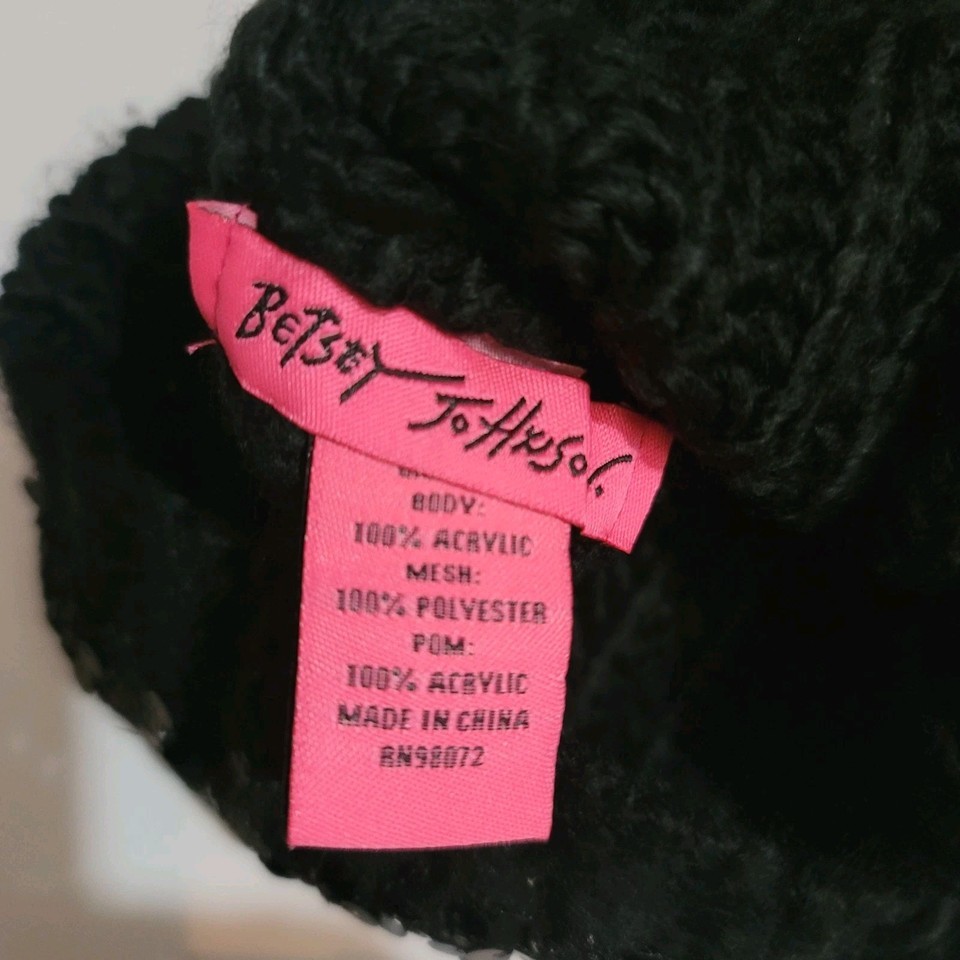 BETSEY JOHNSON.
BODY:
100% ACRYLIC
MESH:
100% POLYESTER
POM:
100% ACRYLIC
MADE IN CHINA
RN98072